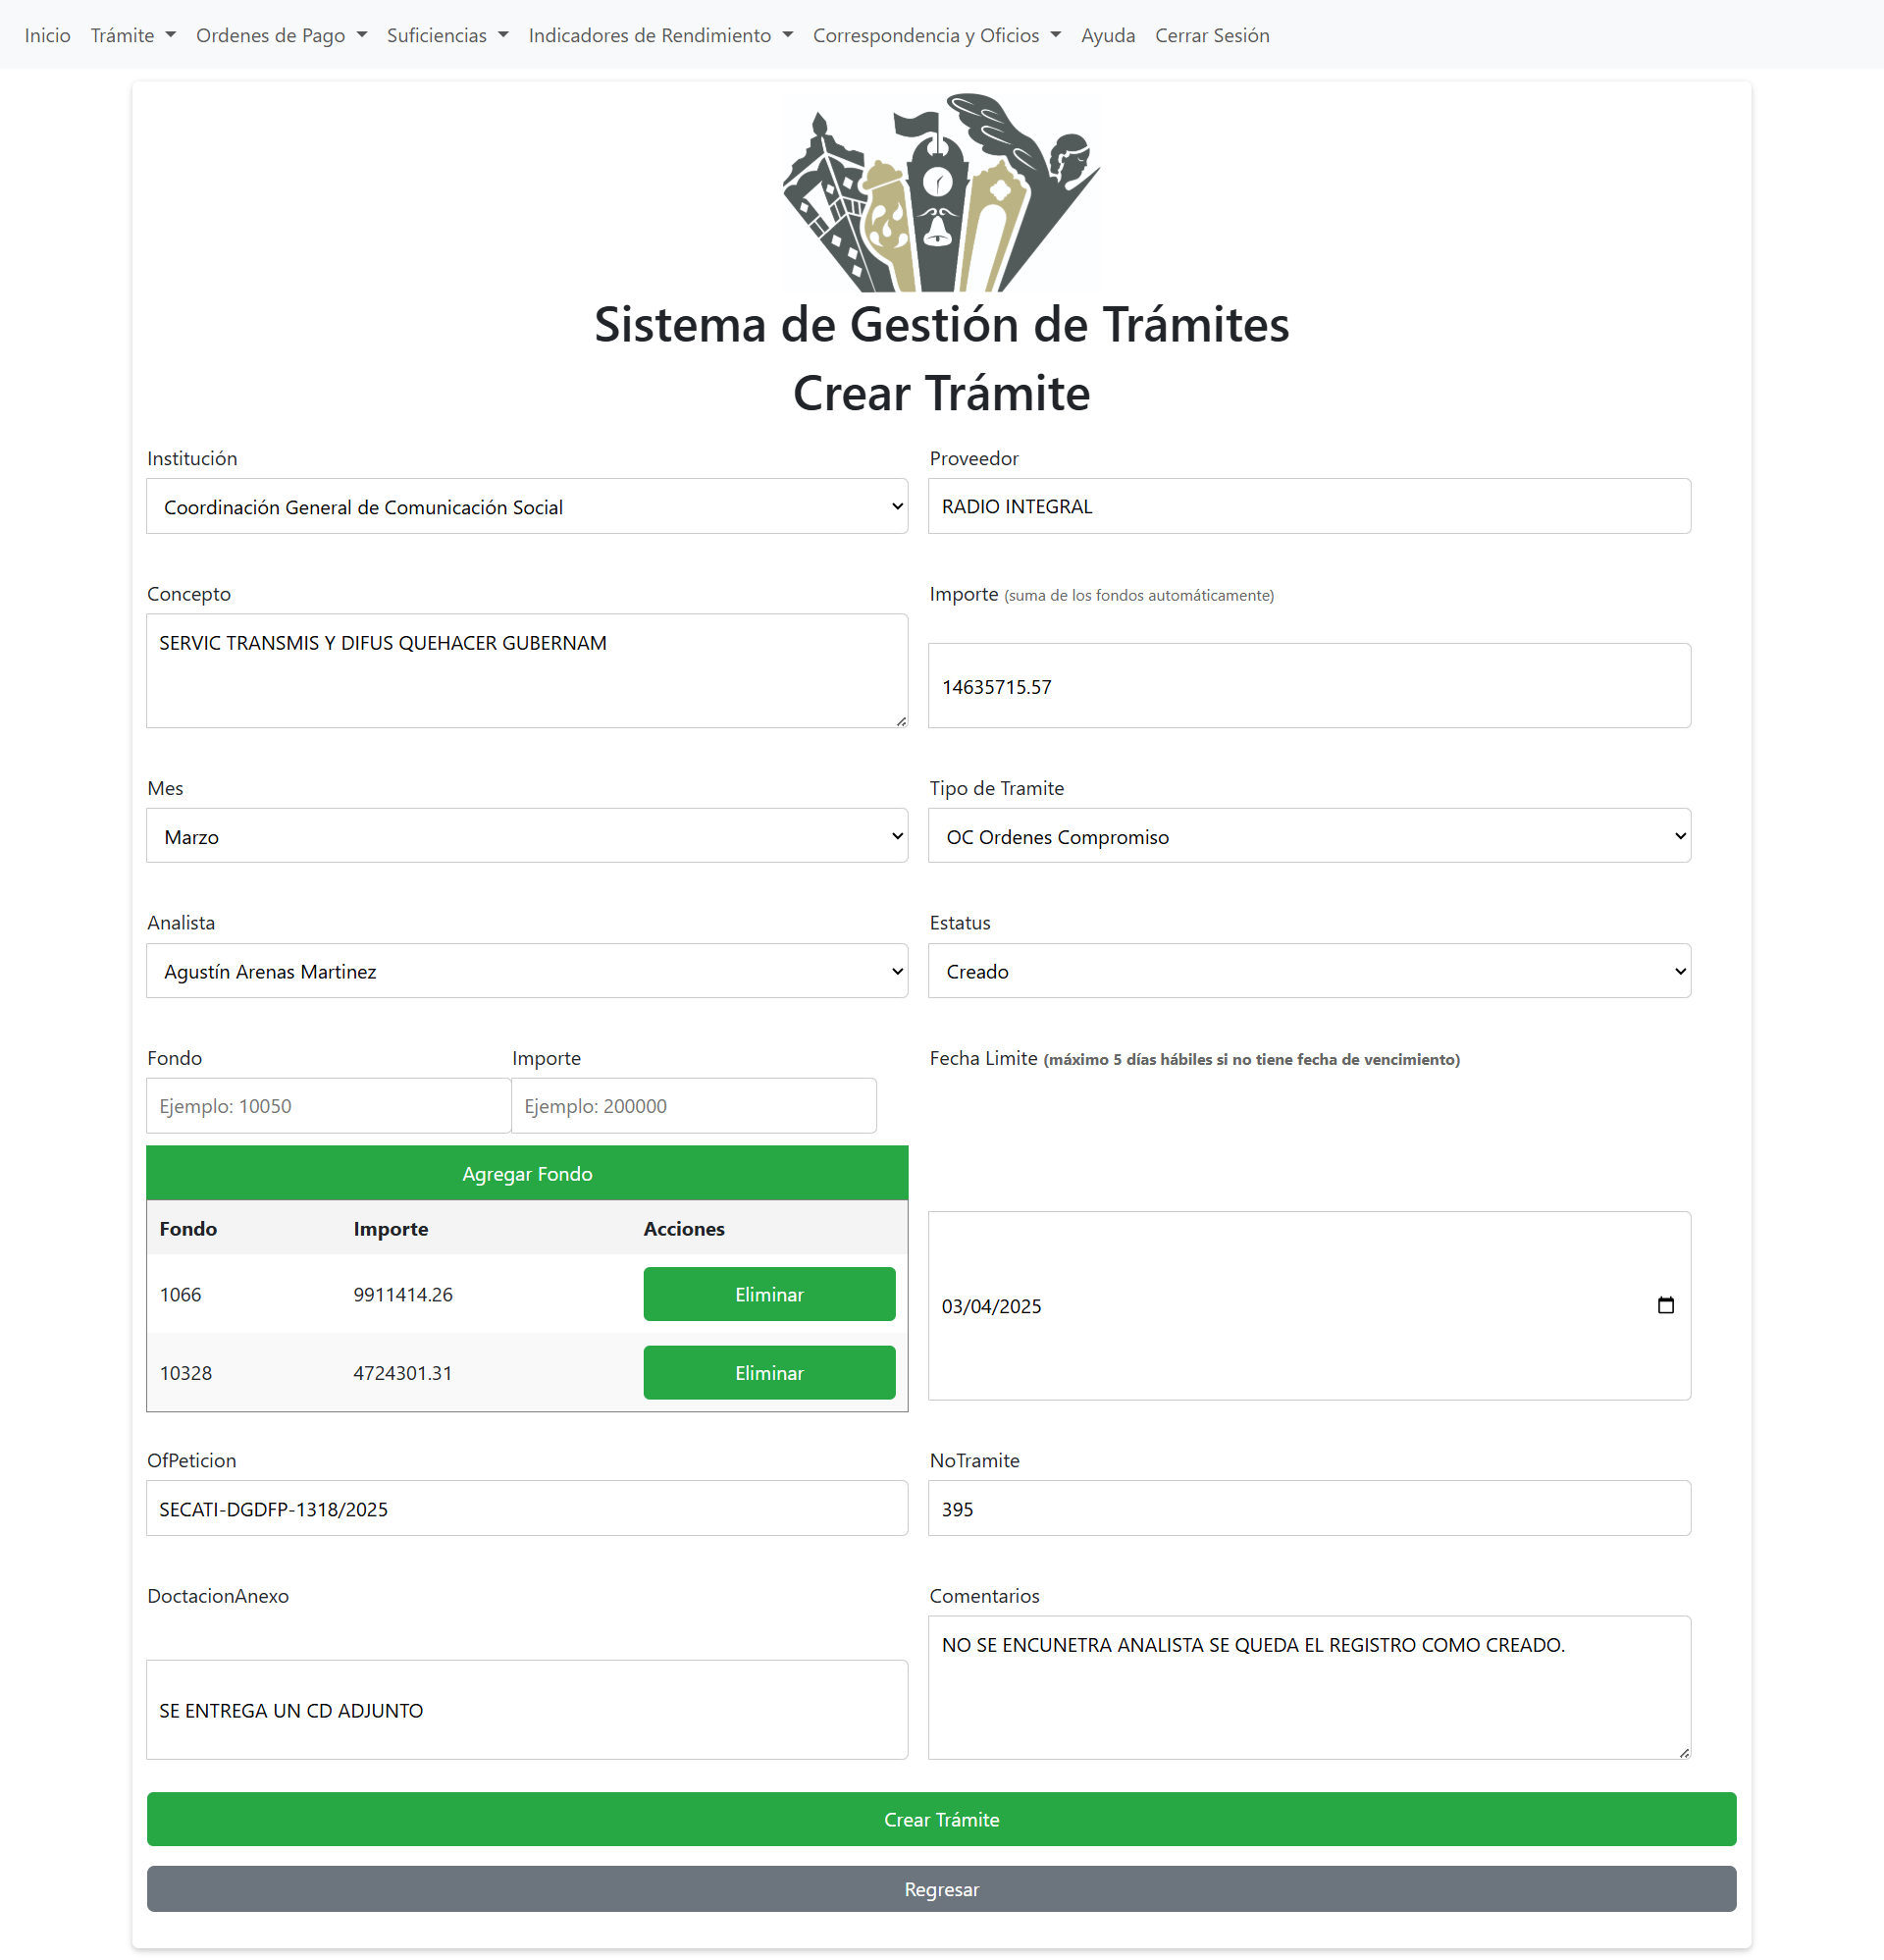 Inicio Trámite Ordenes de Pago Suficiencias Indicadores de Rendimiento Correspondencia y Oficios Ayuda Cerrar Sesión
Sistema de Gestión de Trámites
Crear Trámite
Institución
Coordinación General de Comunicación Social
Proveedor
RADIO INTEGRAL
Concepto
SERVIC TRANSMIS Y DIFUS QUEHACER GUBERNAM
Importe (suma de los fondos automáticamente)
14635715.57
Mes
Marzo
Tipo de Tramite
OC Ordenes Compromiso
Analista
Agustín Arenas Martinez
Estatus
Creado
Fondo Importe
Ejemplo: 10050 Ejemplo: 200000
Agregar Fondo
Fondo Importe Acciones
1066 9911414.26 Eliminar
10328 4724301.31 Eliminar
Fecha Limite (máximo 5 días hábiles si no tiene fecha de vencimiento)
03/04/2025
OfPeticion
SECATI-DGDFP-1318/2025
NoTramite
395
DoctacionAnexo
SE ENTREGA UN CD ADJUNTO
Comentarios
NO SE ENCUNETRA ANALISTA SE QUEDA EL REGISTRO COMO CREADO.
Crear Trámite
Regresar